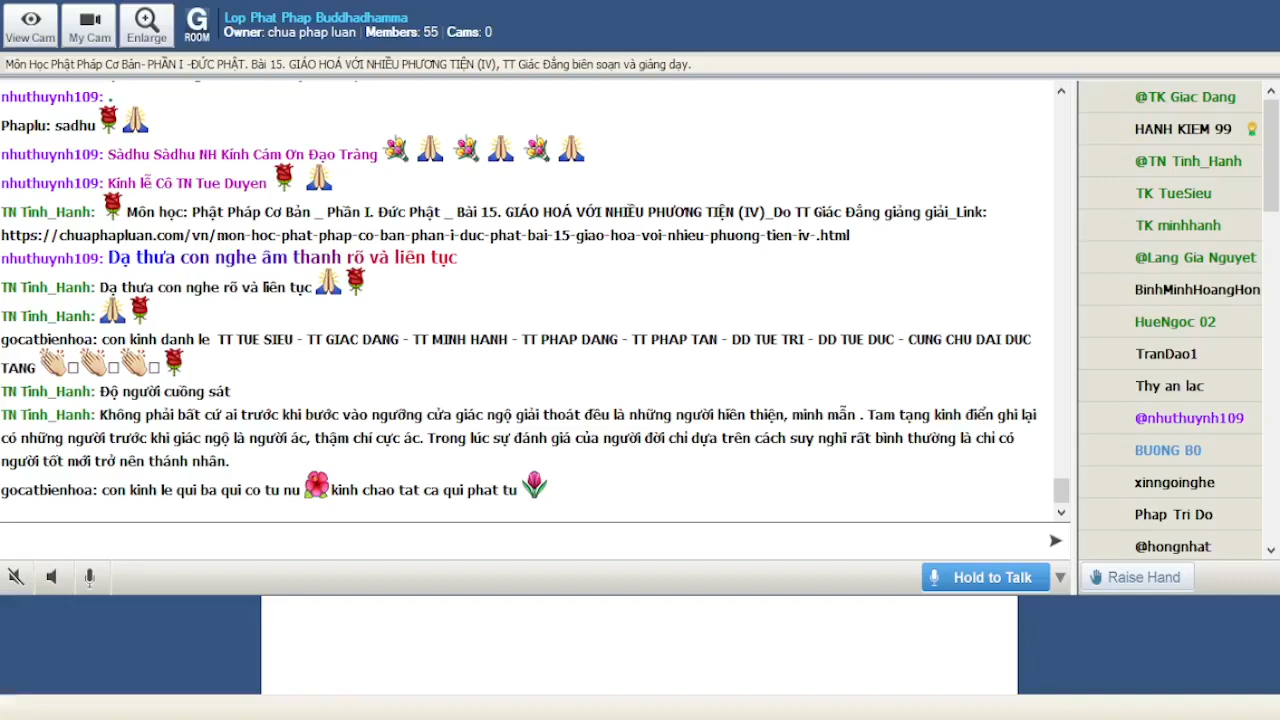 View Cam
My Cam
Enlarge
G
ROOM
Lop Phat Phap Buddhadhamma
Owner: chua phap luan | Members: 55 | Cams: 0
Môn Học Phật Pháp Cơ Bản- PHẦN I -ĐỨC PHẬT. Bài 15. GIÁO HOÁ VỚI NHIỀU PHƯƠNG TIỆN (IV), TT Giác Đẳng biên soạn và giảng dạy.
nhuthuynh109: .
Phaplu: sadhu
nhuthuynh109: Sàdhu Sàdhu NH Kính Cám Ơn Đạo Tràng
nhuthuynh109: Kính lễ Cô TN Tue Duyen
TN Tinh_Hanh: Môn học: Phật Pháp Cơ Bản _ Phần I. Đức Phật _ Bài 15. GIÁO HOÁ VỚI NHIỀU PHƯƠNG TIỆN (IV)_Do TT Giác Đẳng giảng giải_Link:
https://chuaphapluan.com/vn/mon-hoc-phat-phap-co-ban-phan-i-duc-phat-bai-15-giao-hoa-voi-nhieu-phuong-tien-iv-.html
nhuthuynh109: Dạ thưa con nghe âm thanh rõ và liên tục
TN Tinh_Hanh: Dạ thưa con nghe rõ và liên tục
TN Tinh_Hanh:
gocatbienhoa: con kinh danh le TT TUE SIEU - TT GIAC DANG - TT MINH HANH - TT PHAP DANG - TT PHAP TAN - DD TUE TRI - DD TUE DUC - CUNG CHU DAI DUC
TANG
TN Tinh_Hanh: Độ người cuồng sát
TN Tinh_Hanh: Không phải bất cứ ai trước khi bước vào ngưỡng cửa giác ngộ giải thoát đều là những người hiền thiện, minh mẫn . Tam tạng kinh điển ghi lại
có những người trước khi giác ngộ là người ác, thậm chí cực ác. Trong lúc sự đánh giá của người đời chỉ dựa trên cách suy nghĩ rất bình thường là chỉ có
người tốt mới trở nên thánh nhân.
gocatbienhoa: con kinh le qui ba qui co tu nu kinh chao tat ca qui phat tu
@TK Giac Dang
HANH KIEM 99
@TN Tinh_Hanh
TK TueSieu
TK minhhanh
@Lang Gia Nguyet
BinhMinhHoangHon
HueNgoc 02
TranDao1
Thy an lac
@nhuthuynh109
BU0NG B0
xinngoinghe
Phap Tri Do
@hongnhat
Hold to Talk
Raise Hand